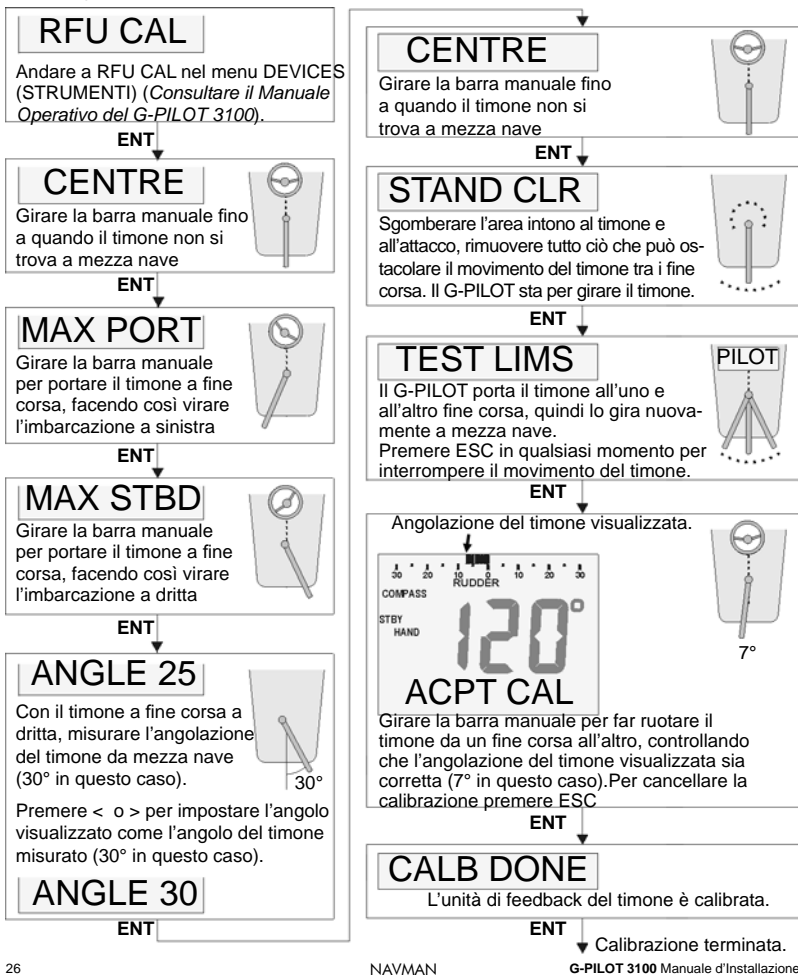 RFU CAL
Andare a RFU CAL nel menu DEVICES
(STRUMENTI) (Consultare il Manuale
Operativo del G-PILOT 3100).
ENT
CENTRE
Girare la barra manuale fino
a quando il timone non si
trova a mezza nave
ENT
MAX PORT
Girare la barra manuale
per portare il timone a fine
corsa, facendo così virare
l'imbarcazione a sinistra
ENT
MAX STBD
Girare la barra manuale
per portare il timone a fine
corsa, facendo così virare
l'imbarcazione a dritta
ENT
ANGLE 25
Con il timone a fine corsa a
dritta, misurare l'angolazione
del timone da mezza nave
(30° in questo caso).
30°
Premere < o > per impostare l'angolo
visualizzato come l'angolo del timone
misurato (30° in questo caso).
ANGLE 30
ENT
CENTRE
Girare la barra manuale fino
a quando il timone non si
trova a mezza nave
ENT
STAND CLR
Sgomberare l'area intono al timone e
all'attacco, rimuovere tutto ciò che può os-
tacolare il movimento del timone tra i fine
corsa. Il G-PILOT sta per girare il timone.
ENT
TEST LIMS
PILOT
Il G-PILOT porta il timone all'uno e
all'altro fine corsa, quindi lo gira nuova-
mente a mezza nave.
Premere ESC in qualsiasi momento per
interrompere il movimento del timone.
ENT
Angolazione del timone visualizzata.
30 20 10 0 10 20 30
RUDDER
COMPASS
STBY
HAND
120°
7°
ACPT CAL
Girare la barra manuale per far ruotare il
timone da un fine corsa all'altro, controllando
che l'angolazione del timone visualizzata sia
corretta (7° in questo caso).Per cancellare la
calibrazione premere ESC
ENT
CALB DONE
L'unità di feedback del timone è calibrata.
ENT
Calibrazione terminata.
26 NAVMAN G-PILOT 3100 Manuale d'Installazione